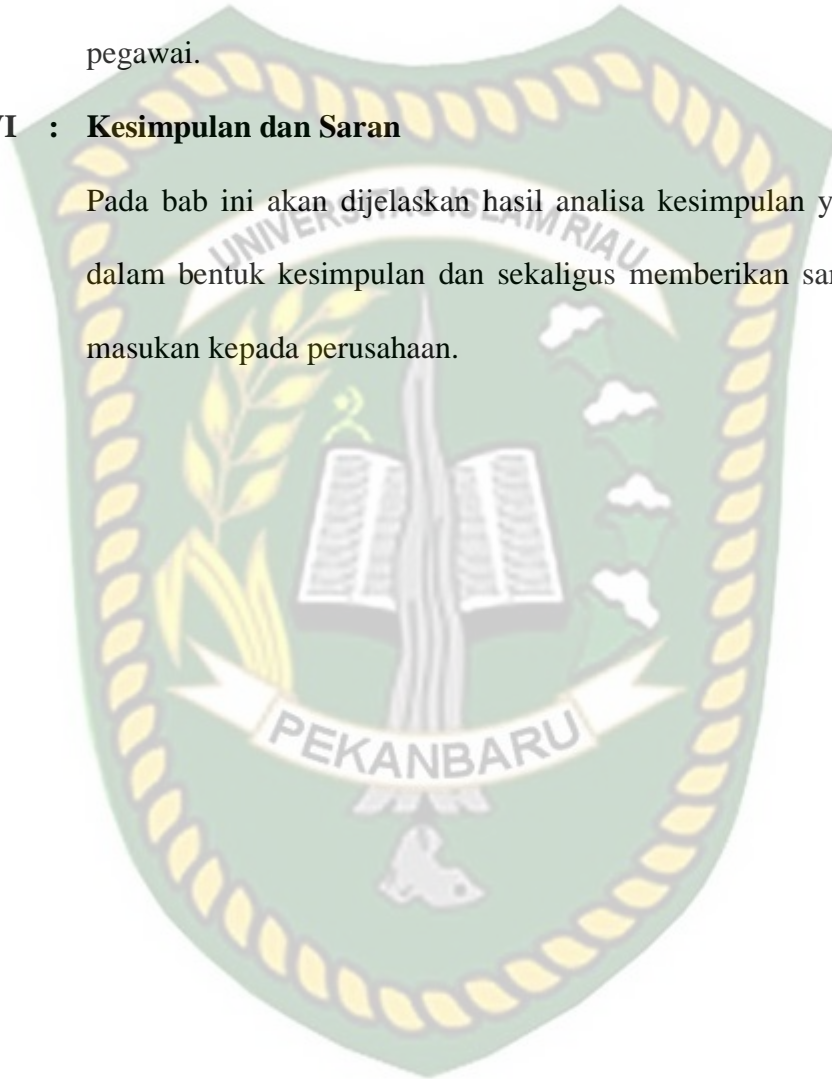 pegawai.
VI : Kesimpulan dan Saran
Pada bab ini akan dijelaskan hasil analisa kesimpulan
dalam bentuk kesimpulan dan sekaligus memberikan
masukan kepada perusahaan.
UNIVERSITAS ISLAM RIAU
PEKANBARU